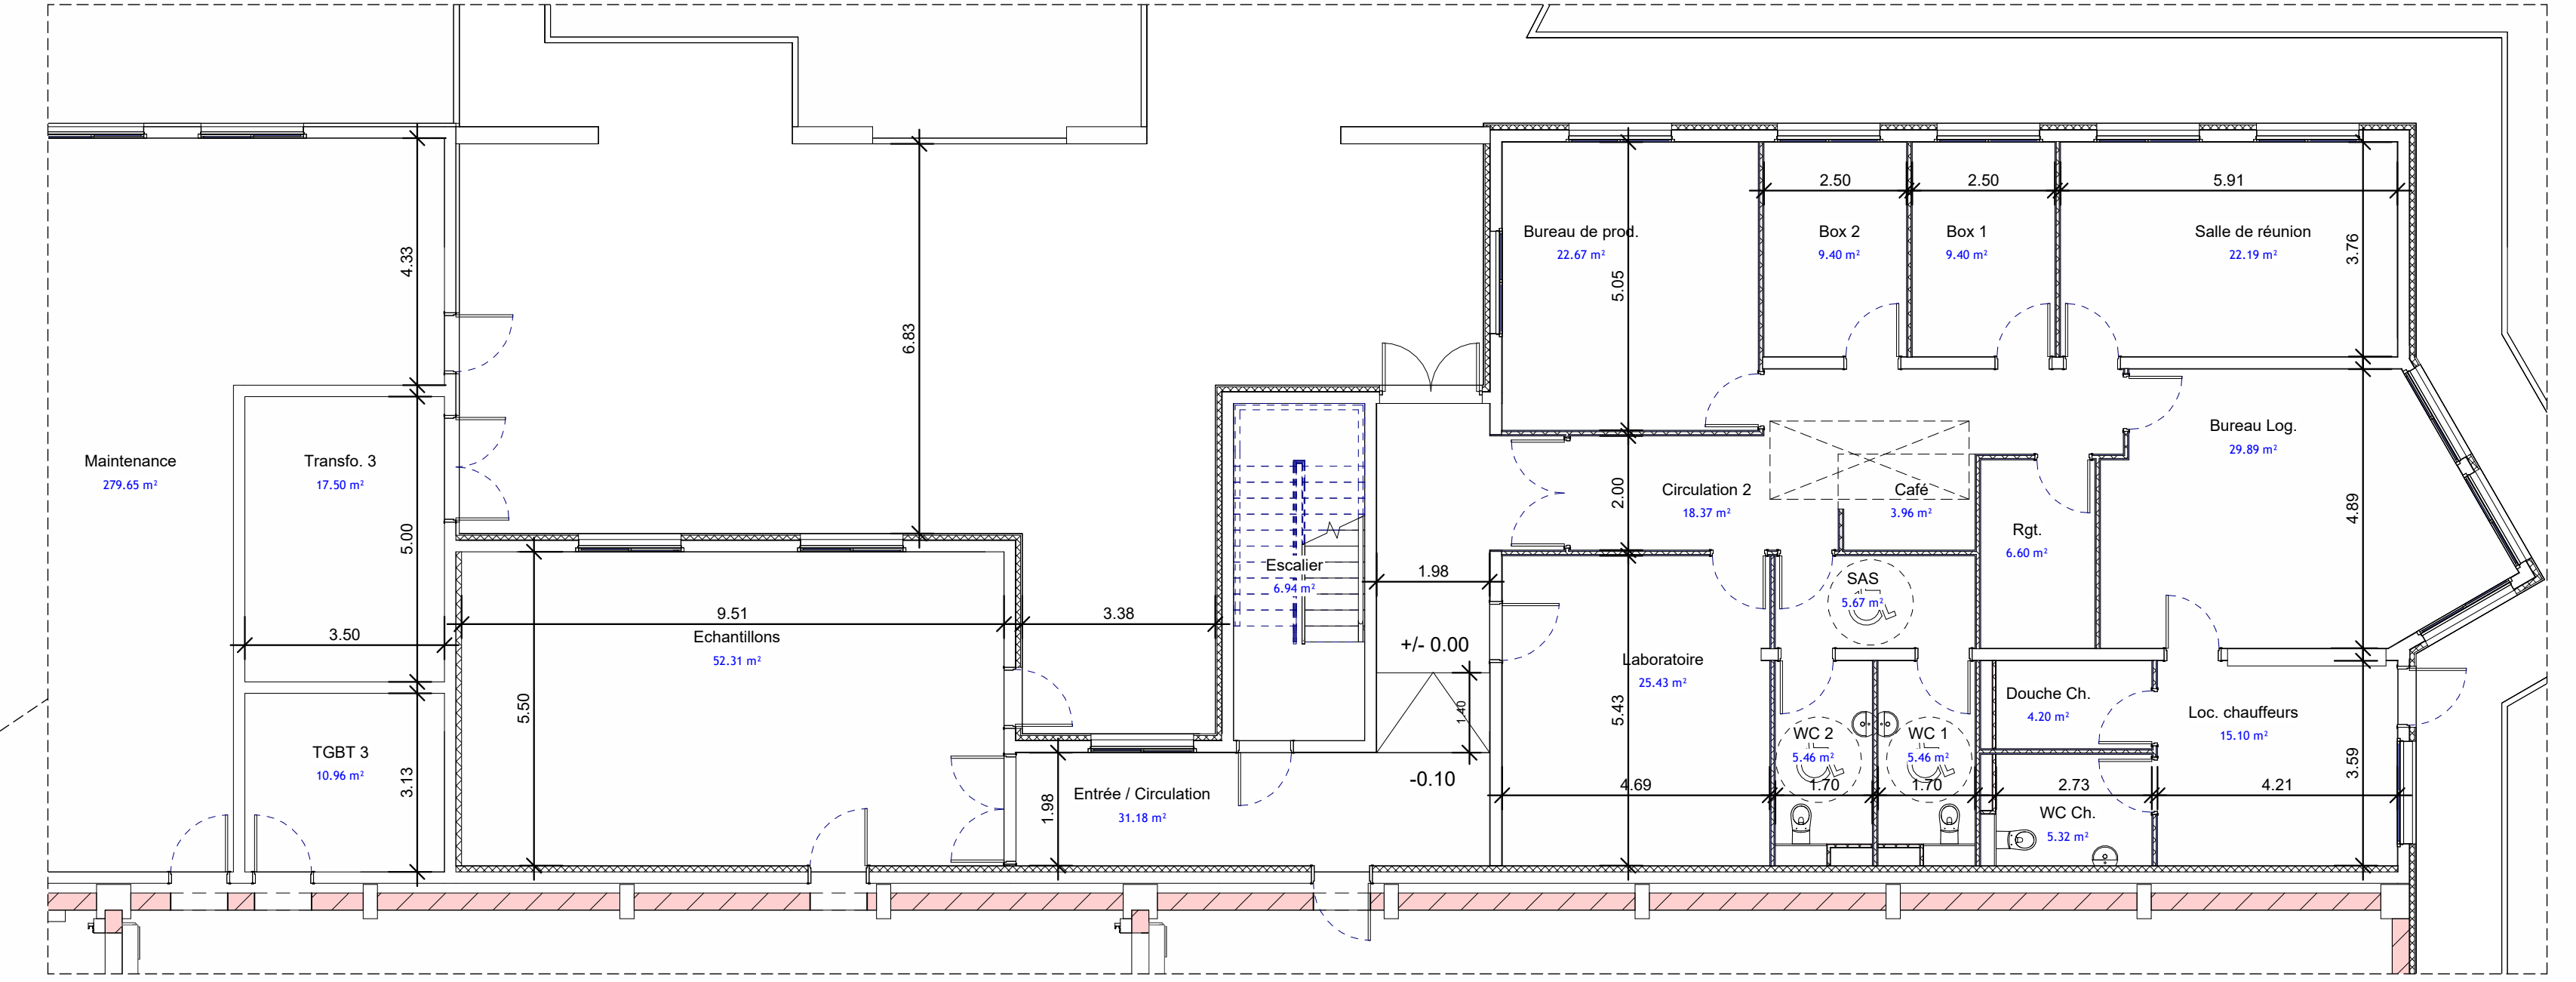 2.50
2.50
5.91
Bureau de prod.
22.67 m²
Box 2
9.40 m²
Box 1
9.40 m²
Salle de réunion
22.19 m²
3.76
4.33
5.05
6.83
Bureau Log.
29.89 m²
Maintenance
279.65 m²
Transfo. 3
17.50 m²
2.00
Circulation 2
18.37 m²
Café
3.96 m²
4.89
5.00
Rgt.
6.60 m²
Escalier
6.94 m²
1.98
SAS
5.67 m²
9.51
3.38
3.50
Echantillons
52.31 m²
+/- 0.00
Laboratoire
25.43 m²
5.50
1.40
5.43
Douche Ch.
4.20 m²
Loc. chauffeurs
15.10 m²
WC 2
5.46 m²
WC 1
5.46 m²
TGBT 3
10.96 m²
3.13
-0.10
3.59
4.69
1.70
1.70
2.73
4.21
Entrée / Circulation
31.18 m²
1.98
WC Ch.
5.32 m²